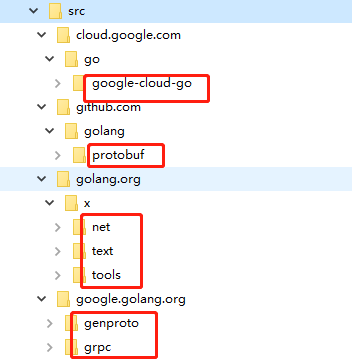 src
cloud.google.com
go
google-cloud-go
github.com
golang
protobuf
golang.org
x
net
text
tools
google.golang.org
genproto
grpc